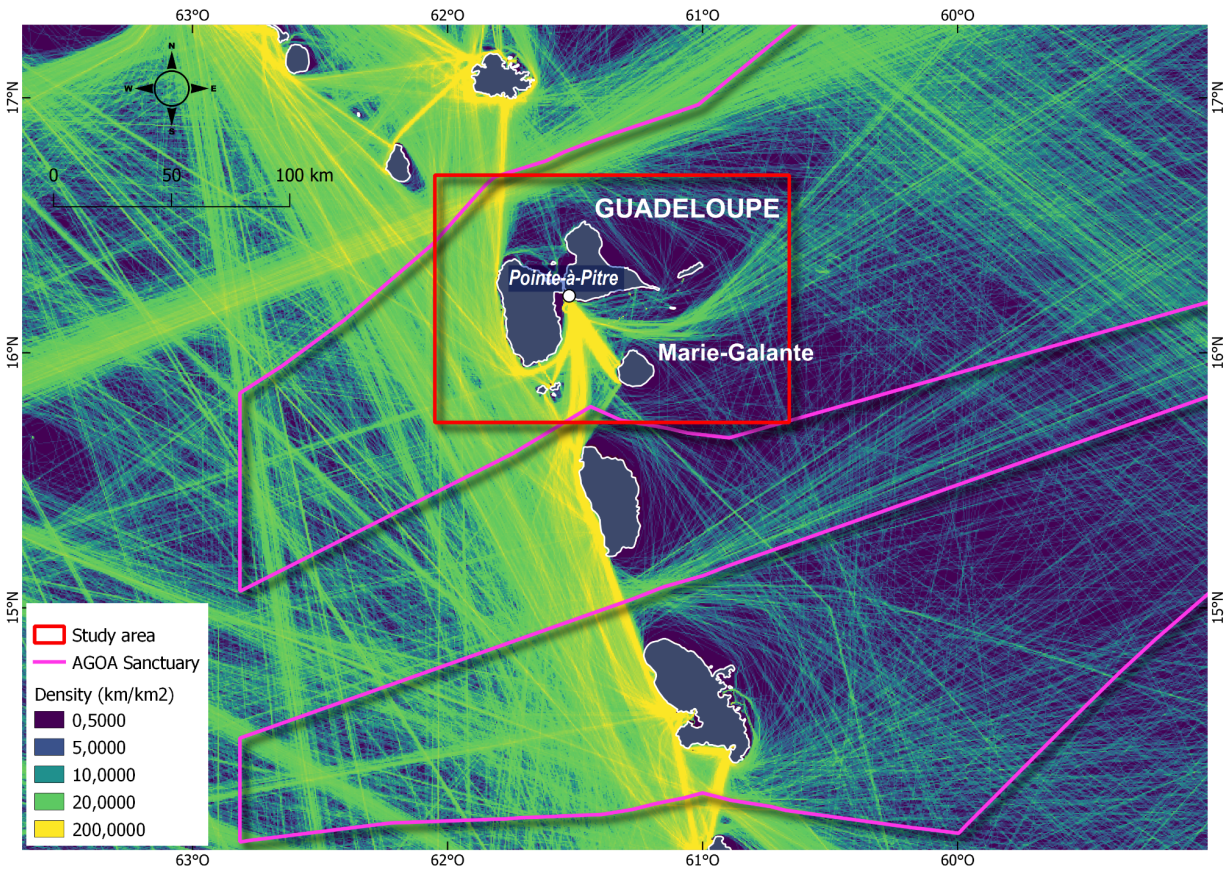 63°O 62°O 61°O 60°O
N
W E
S
17°N 17°N
0 50 100 km
GUADELOUPE
Pointe-à-Pitre
16°N 16°N
Marie-Galante
15°N 15°N
Study area
AGOA Sanctuary
Density (km/km2)
0,5000
5,0000
10,0000
20,0000
200,0000
63°O 62°O 61°O 60°O